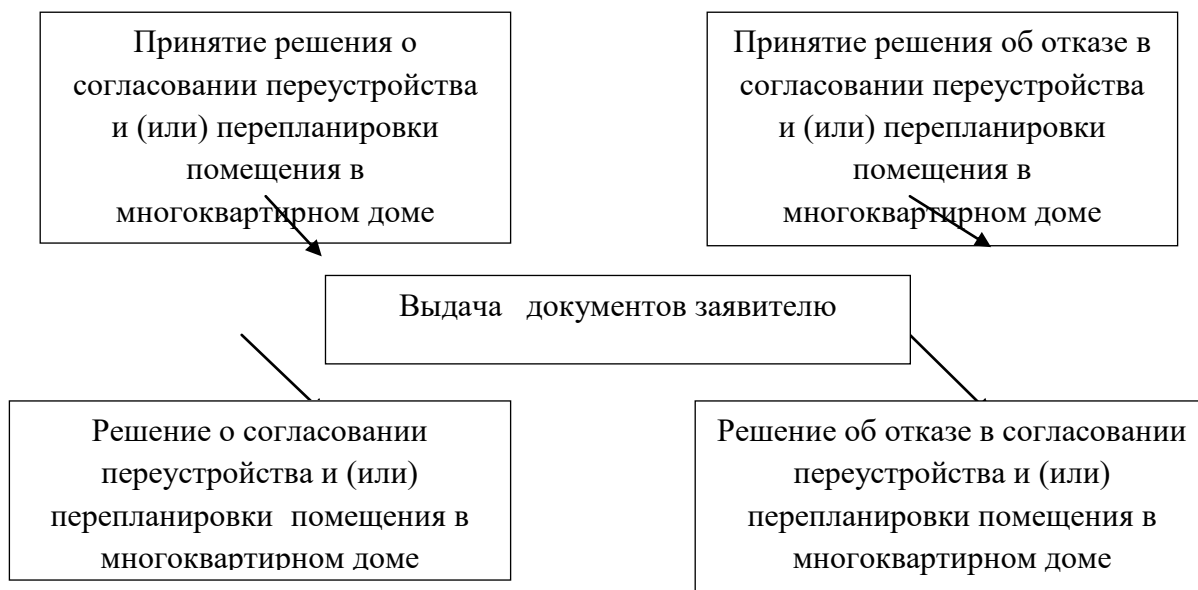 Принятие решения о
согласовании переустройства
и (или) перепланировки
помещения в
многоквартирном доме
Принятие решения об отказе в
согласовании переустройства
и (или) перепланировки
помещения в
многоквартирном доме
Выдача документов заявителю
Решение о согласовании
переустройства и (или)
перепланировки помещения в
многоквартирном доме
Решение об отказе в согласовании
переустройства и (или)
перепланировки помещения в
многоквартирном доме